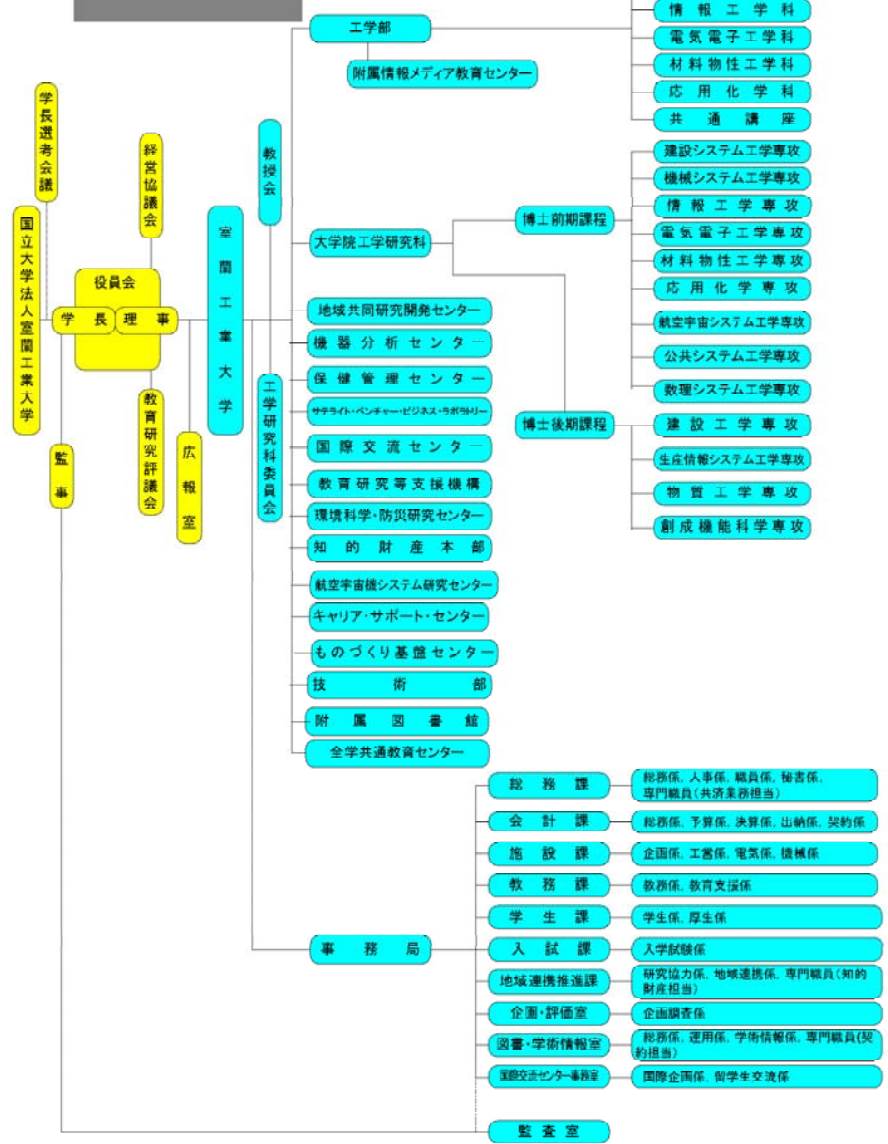 情報工学科
工学部
電気電子工学科
附属情報メディア教育センター
材料物性工学科
応用化学科
共通講座
学長選考会議
経営協議会
教授会
国立大学法人室蘭工業大学
役員会
学長
理事
室蘭工業大学
監事
教育研究評議会
広報室
工学研究科委員会
大学院工学研究科
博士前期課程
建設システム工学専攻
機械システム工学専攻
情報工学専攻
電気電子工学専攻
材料物性工学専攻
応用化学専攻
航空宇宙システム工学専攻
公共システム工学専攻
数理システム工学専攻
博士後期課程
建設工学専攻
生産情報システム工学専攻
物質工学専攻
創成機能科学専攻
地域共同研究開発センター
機器分析センター
保健管理センター
サテライト・ベンチャー・ビジネス・ラボラトリー
国際交流センター
教育研究等支援機構
環境科学・防災研究センター
知的財産本部
航空宇宙機システム研究センター
キャリア・サポート・センター
ものづくり基盤センター
技術部
附属図書館
全学共通教育センター
事務局
総務課
総務係, 人事係, 職員係, 秘書係,
専門職員(共済業務担当)
会計課
総務係, 予算係, 決算係, 出納係, 契約係
施設課
企画係, 工営係, 電気係, 機械係
教務課
教務係, 教育支援係
学生課
学生係, 厚生係
入試課
入学試験係
地域連携推進課
研究協力係, 地域連携係, 専門職員(知的
財産担当)
企画・評価室
企画調査係
図書・学術情報室
総務係, 運用係, 学術情報係, 専門職員(契
約担当)
国際交流センター事務室
国際企画係, 留学生交流係
監査室